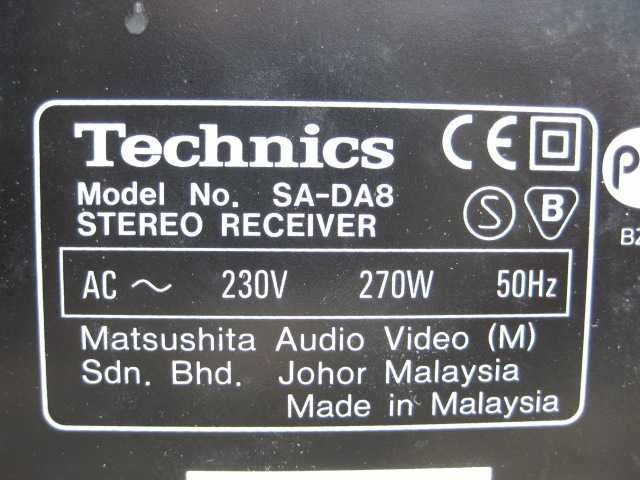 Technics CE
Model No. SA-DA8
STEREO RECEIVER S B
AC ~ 230V 270W 50Hz
Matsushita Audio Video (M)
Sdn. Bhd. Johor Malaysia
Made in Malaysia